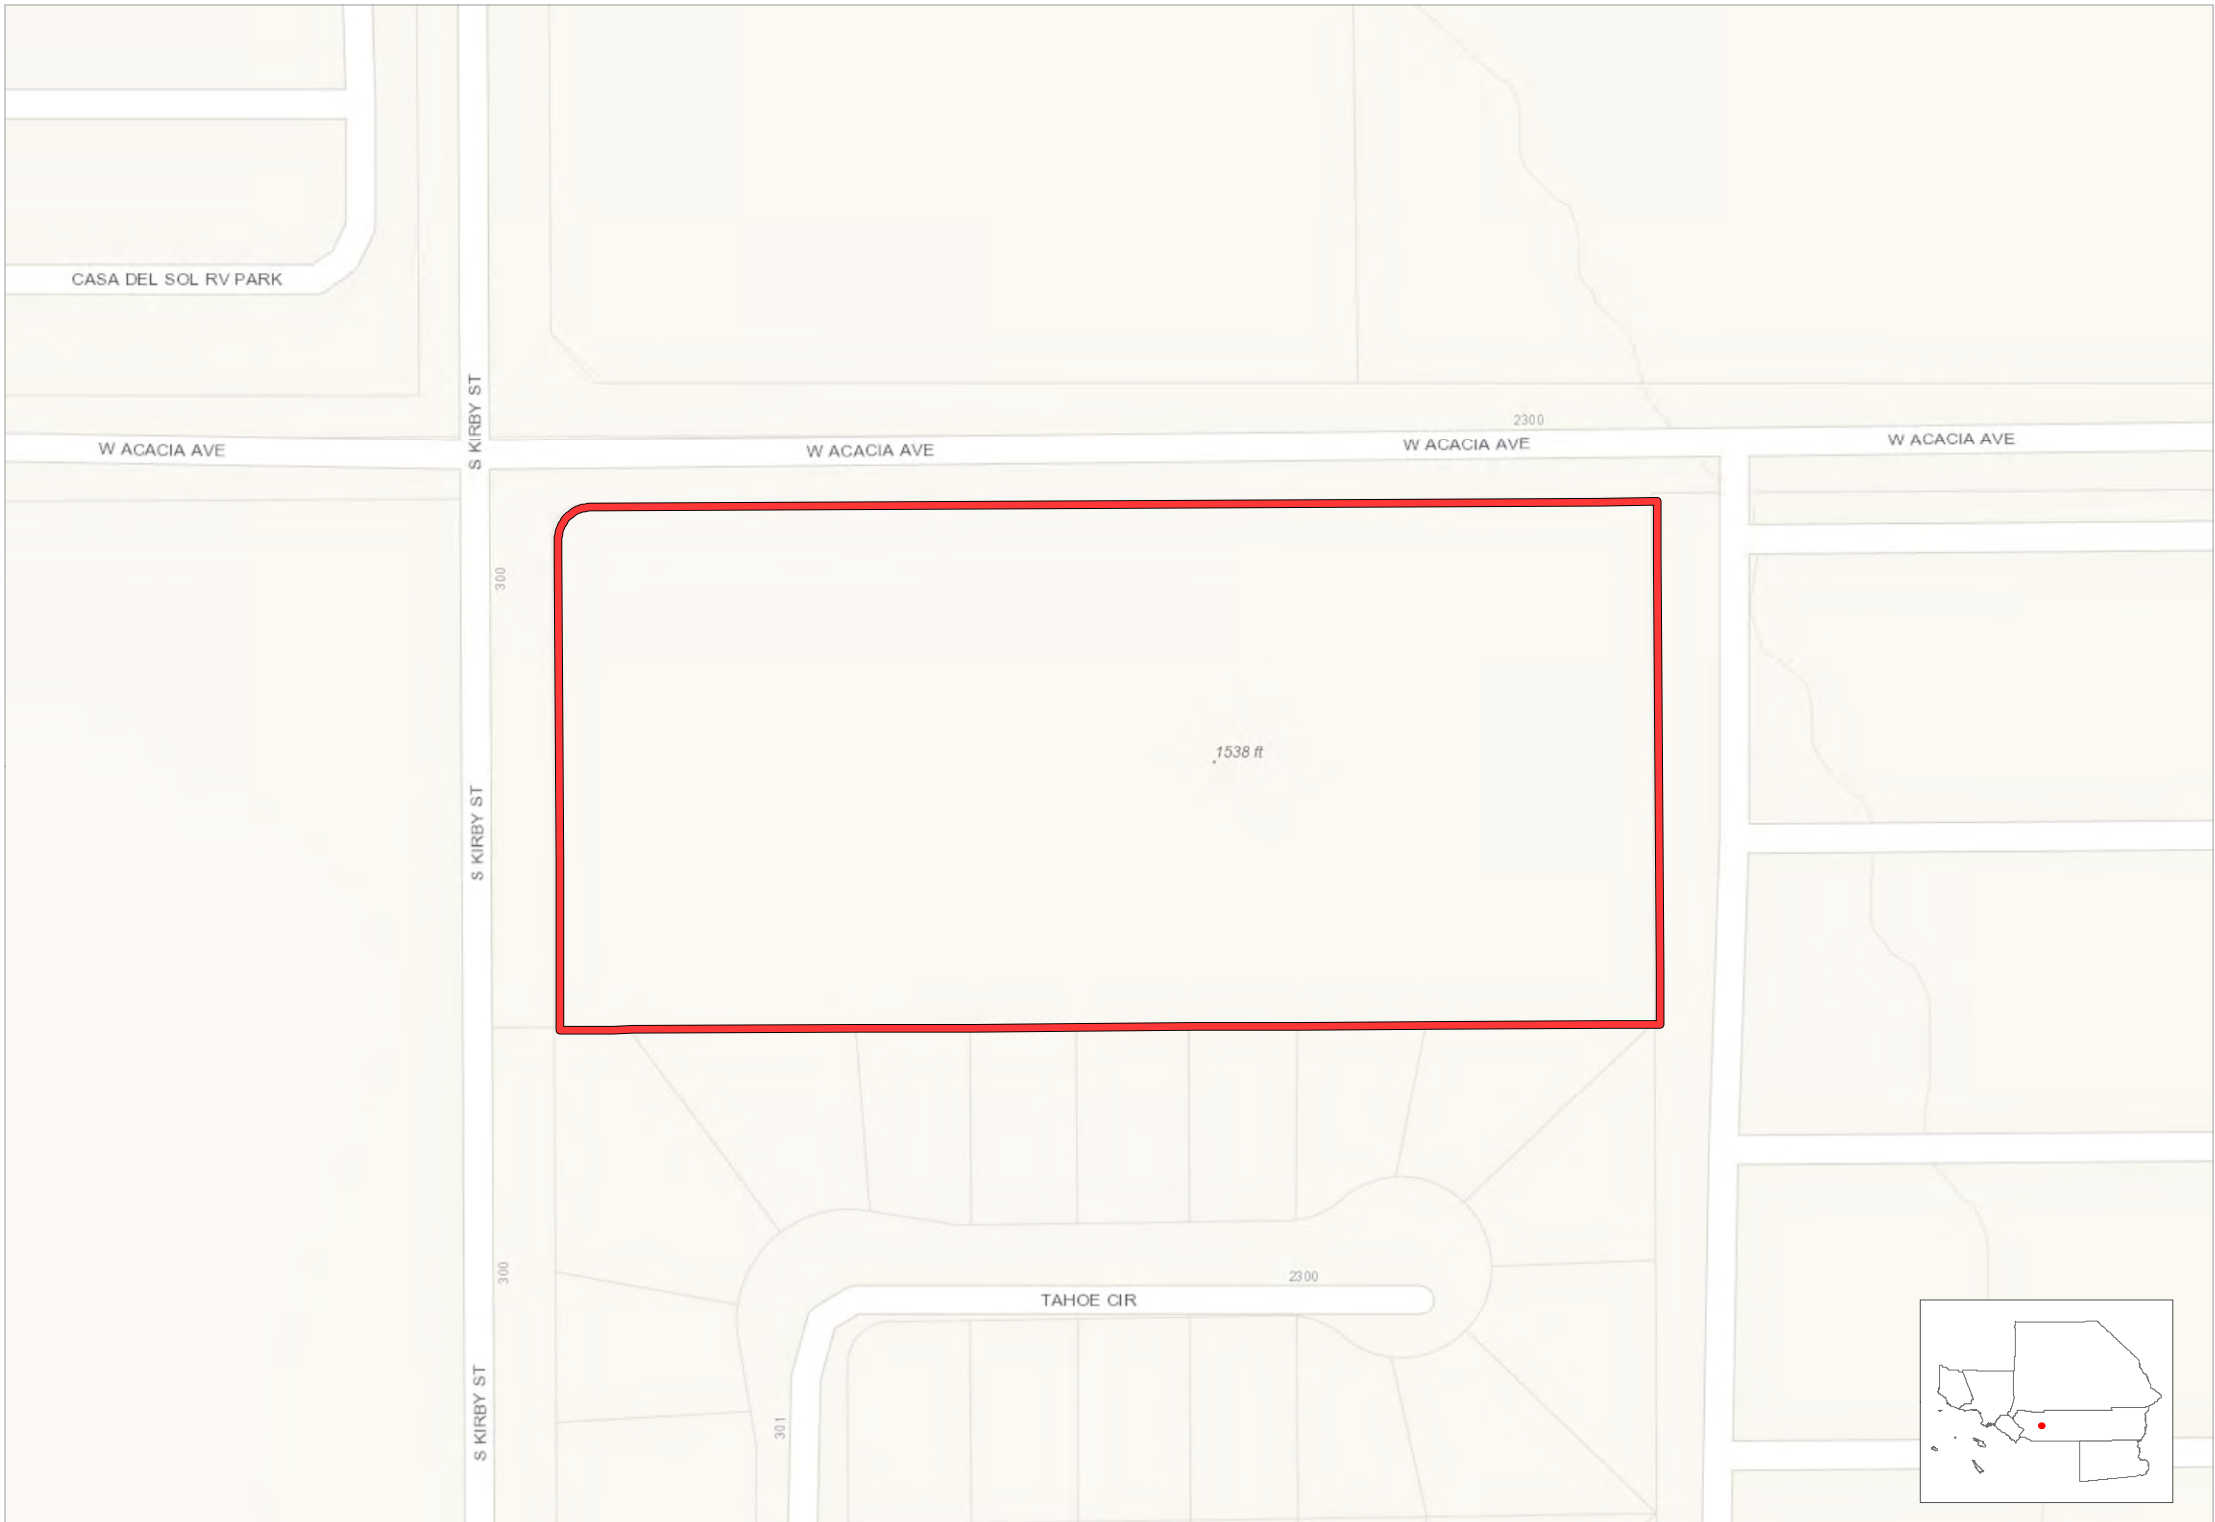 CASA DEL SOL RV PARK
S KIRBY ST
2300
W ACACIA AVE
W ACACIA AVE
W ACACIA AVE
W ACACIA AVE
300
1538 ft
S KIRBY ST
300
2300
TAHOE CIR
S KIRBY ST
301